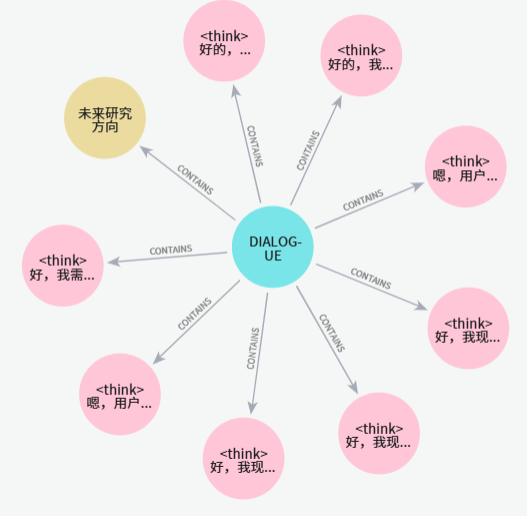 <think>
好的，...
<think>
好的，我...
未来研究
方向
CONTAINS
CONTAINS
CONTAINS
<think>
嗯，用户...
CONTAINS
DIALOG-
UE
CONTAINS
<think>
好，我需...
CONTAINS
CONTAINS
CONTAINS
CONTAINS
<think>
好，我现...
<think>
嗯，用户...
<think>
好，我现...
<think>
好，我现...